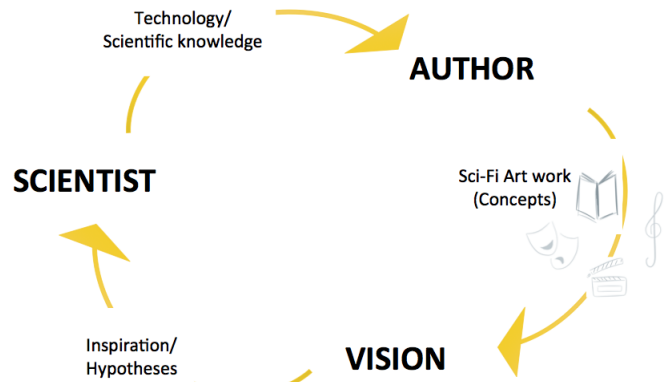 Technology/
Scientific knowledge
AUTHOR
Sci-Fi Art work
(Concepts)
SCIENTIST
Inspiration/
Hypotheses
VISION